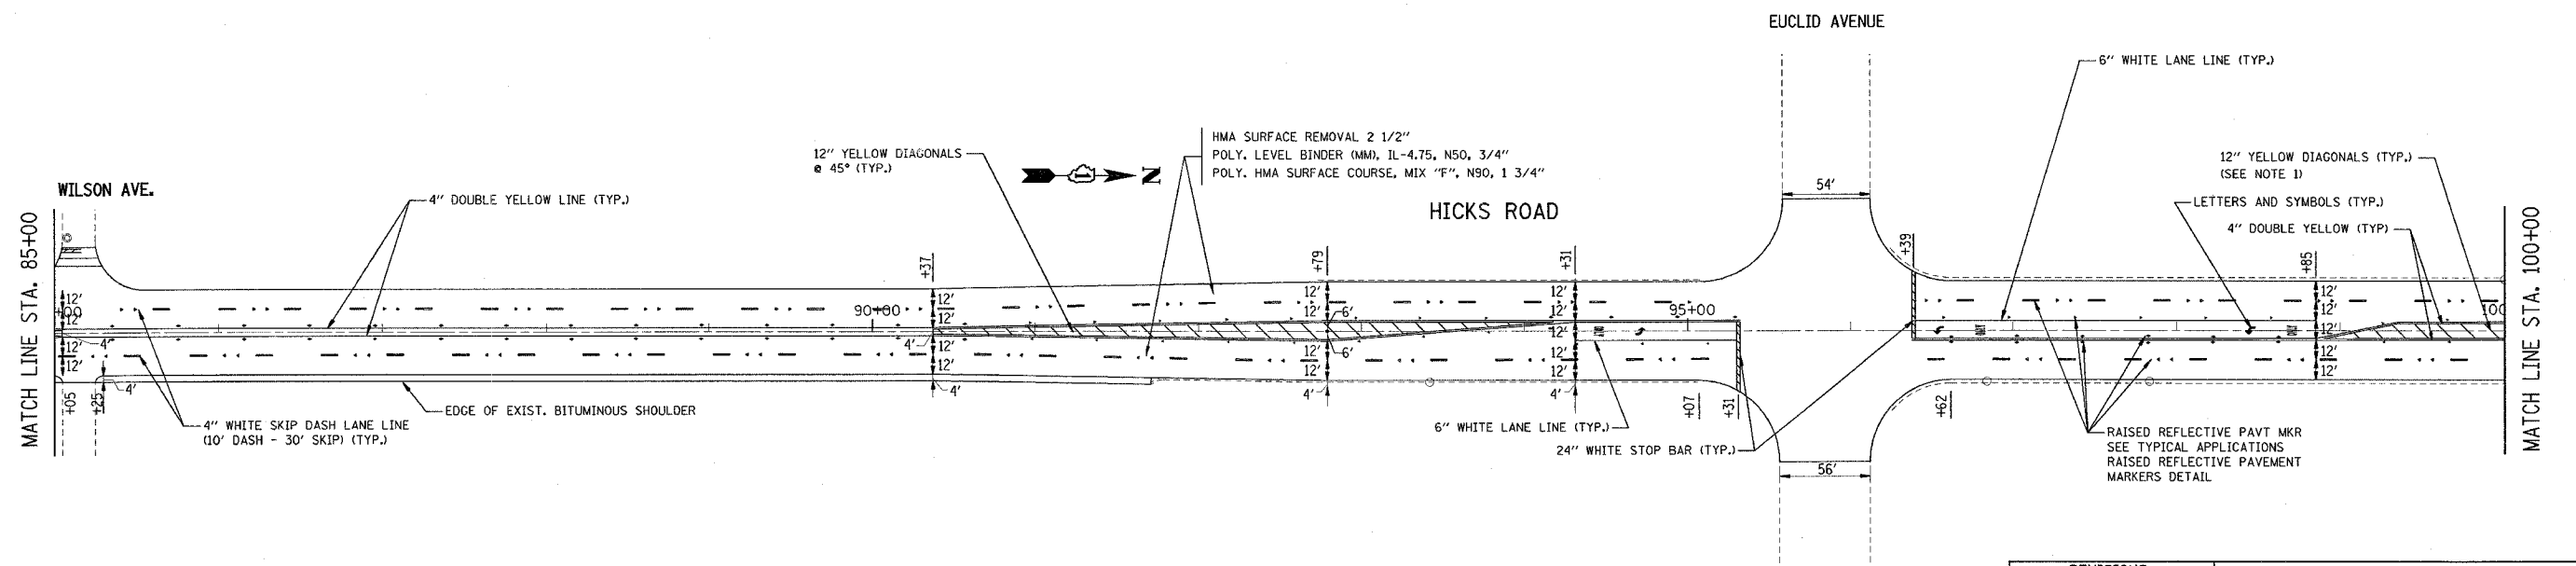 EUCLID AVENUE
6" WHITE LANE LINE (TYP.)
HMA SURFACE REMOVAL 2 1/2"
POLY. LEVEL BINDER (MM), IL-4.75, N50, 3/4"
POLY. HMA SURFACE COURSE, MIX "F", N90, 1 3/4"
12" YELLOW DIAGONALS
@ 45° (TYP.)
N
12" YELLOW DIAGONALS (TYP.)
(SEE NOTE 1)
WILSON AVE.
4" DOUBLE YELLOW LINE (TYP.)
54'
HICKS ROAD
LETTERS AND SYMBOLS (TYP.)
4" DOUBLE YELLOW (TYP)
MATCH LINE STA. 85+00
MATCH LINE STA. 100+00
+37
+79
+31
+39
+85
12'
12'
12'
12'
4'
4'
+00
90+00
95+00
100
12'
12'
4'
12'
12'
4'
12'
12'
6'
6'
12'
12'
4'
12'
12'
12'
12'
12'
4'
ONLY
ONLY
ONLY
12'
12'
12'
12'
12'
+05
+25
+07
+31
+62
EDGE OF EXIST. BITUMINOUS SHOULDER
4" WHITE SKIP DASH LANE LINE
(10' DASH - 30' SKIP) (TYP.)
6" WHITE LANE LINE (TYP.)
24" WHITE STOP BAR (TYP.)
56'
RAISED REFLECTIVE PAVT MKR
SEE TYPICAL APPLICATIONS
RAISED REFLECTIVE PAVEMENT
MARKERS DETAIL